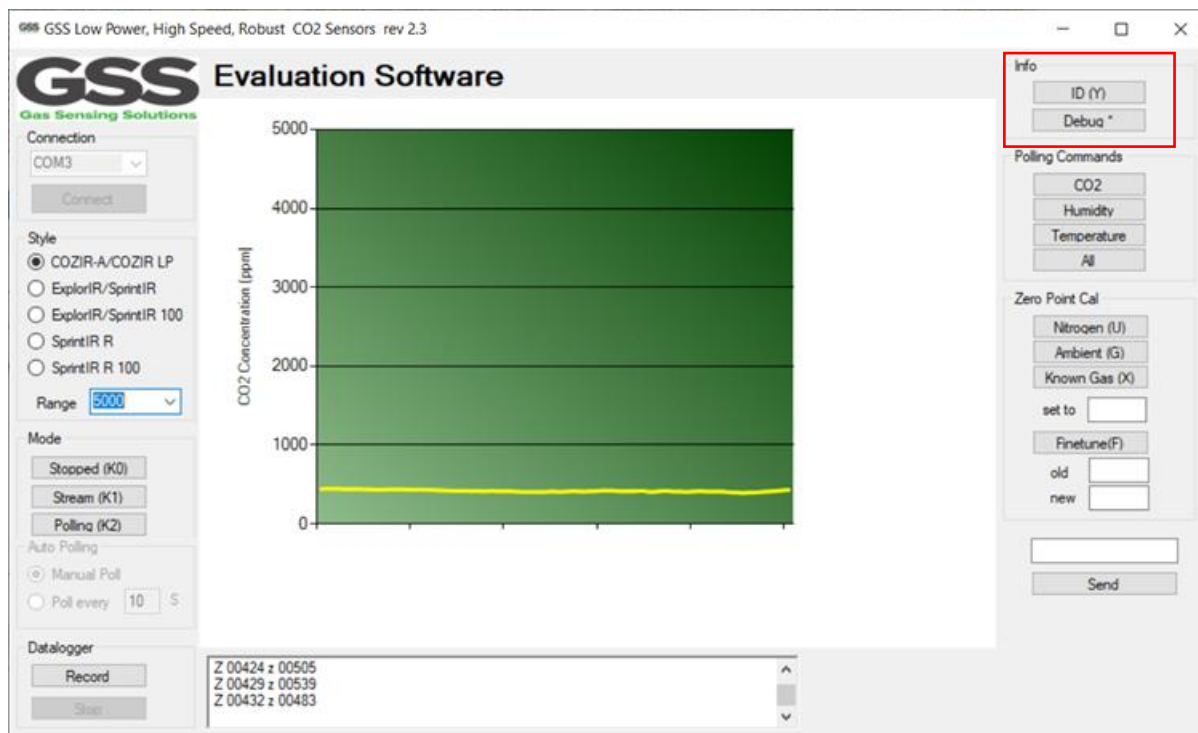 GSS GSS Low Power, High Speed, Robust CO2 Sensors rev 2.3
GSS
Gas Sensing Solutions
Evaluation Software
Connection
COM3
Connect
Style
COZIR-A/COZIR LP
ExplorIR/SprintIR
ExplorIR/SprintIR 100
SprintIR R
SprintIR R 100
Range 5000
Mode
Stopped (K0)
Stream (K1)
Polling (K2)
Auto Polling
Manual Poll
Poll every 10 S
Datalogger
Record
Stop
CO2 Concentration (ppm)
5000
4000
3000
2000
1000
0
Z 00424 z 00505
Z 00429 z 00539
Z 00432 z 00483
Info
ID (Y)
Debug *
Polling Commands
CO2
Humidity
Temperature
All
Zero Point Cal
Nitrogen (U)
Ambient (G)
Known Gas (X)
set to
Finetune(F)
old
new
Send